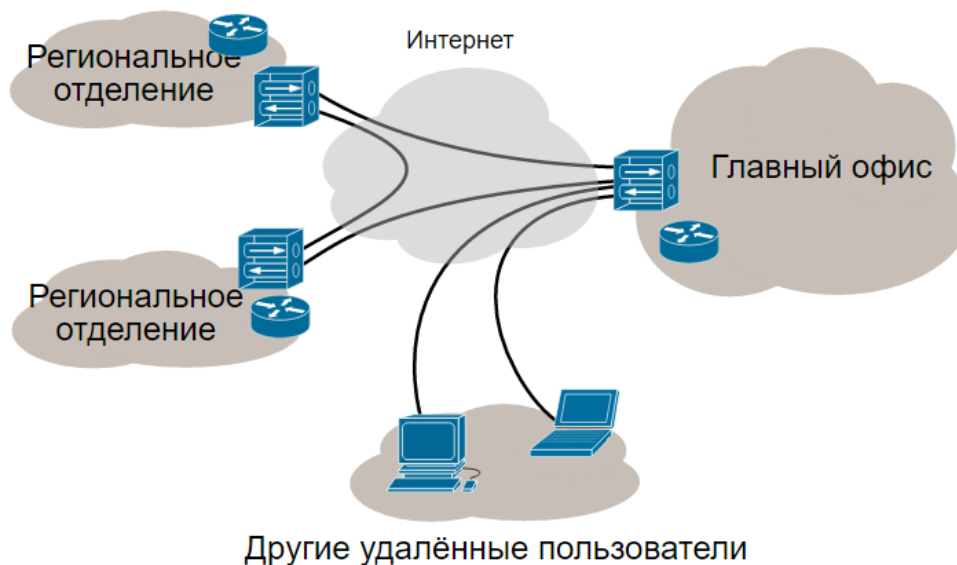 Интернет
Региональное
отделение
Главный офис
Региональное
отделение
Другие удалённые пользователи